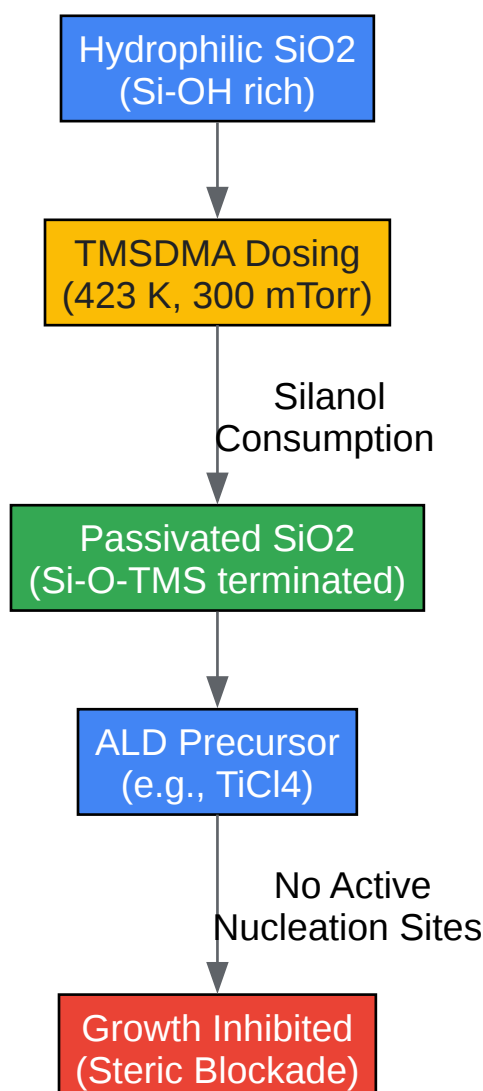 Hydrophilic SiO2
(Si-OH rich)
TMSDMA Dosing
(423 K, 300 mTorr)
Silanol
Consumption
Passivated SiO2
(Si-O-TMS terminated)
ALD Precursor
(e.g., TiCl4)
No Active
Nucleation Sites
Growth Inhibited
(Steric Blockade)